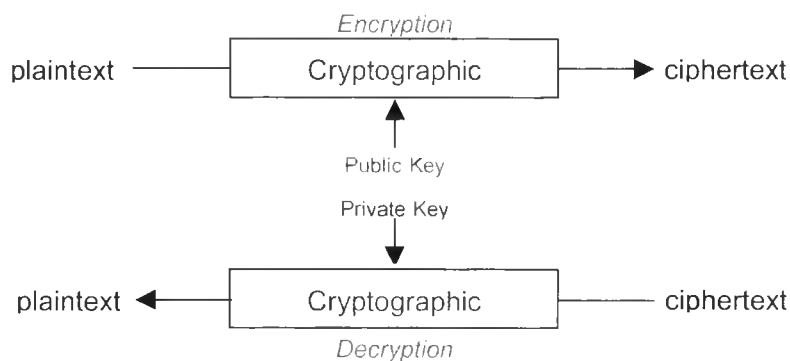 Encryption
plaintext Cryptographic ciphertext
Public Key
Private Key
plaintext Cryptographic ciphertext
Decryption